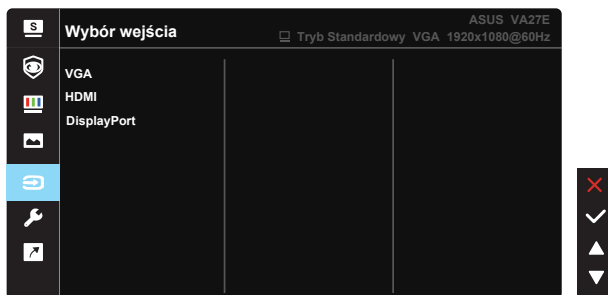 S
ASUS VA27E
Wybór wejścia
Tryb Standardowy VGA 1920x1080@60Hz
VGA
HDMI
DisplayPort